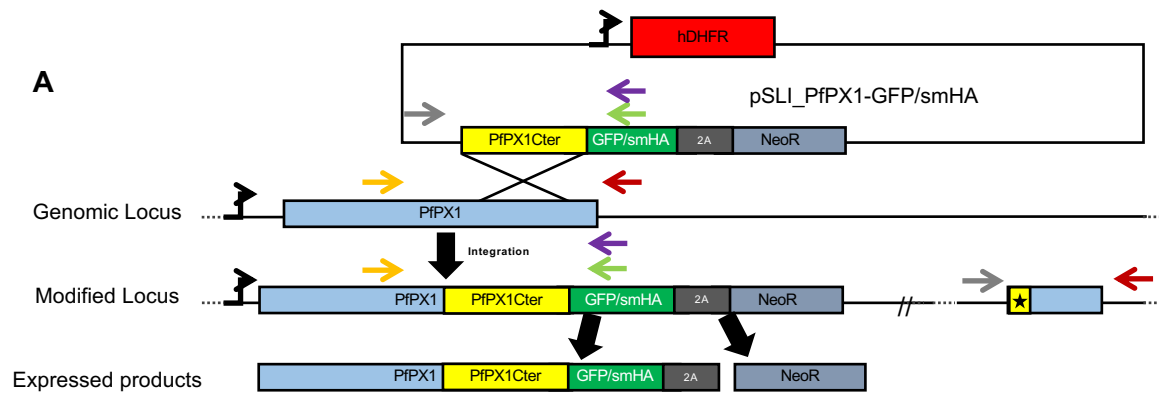 hDHFR
A
pSLI_PfPX1-GFP/smHA
PfPX1Cter GFP/smHA 2A NeoR
Genomic Locus PfPX1
Integration
Modified Locus PfPX1 PfPX1Cter GFP/smHA 2A NeoR // ★
Expressed products PfPX1 PfPX1Cter GFP/smHA 2A NeoR